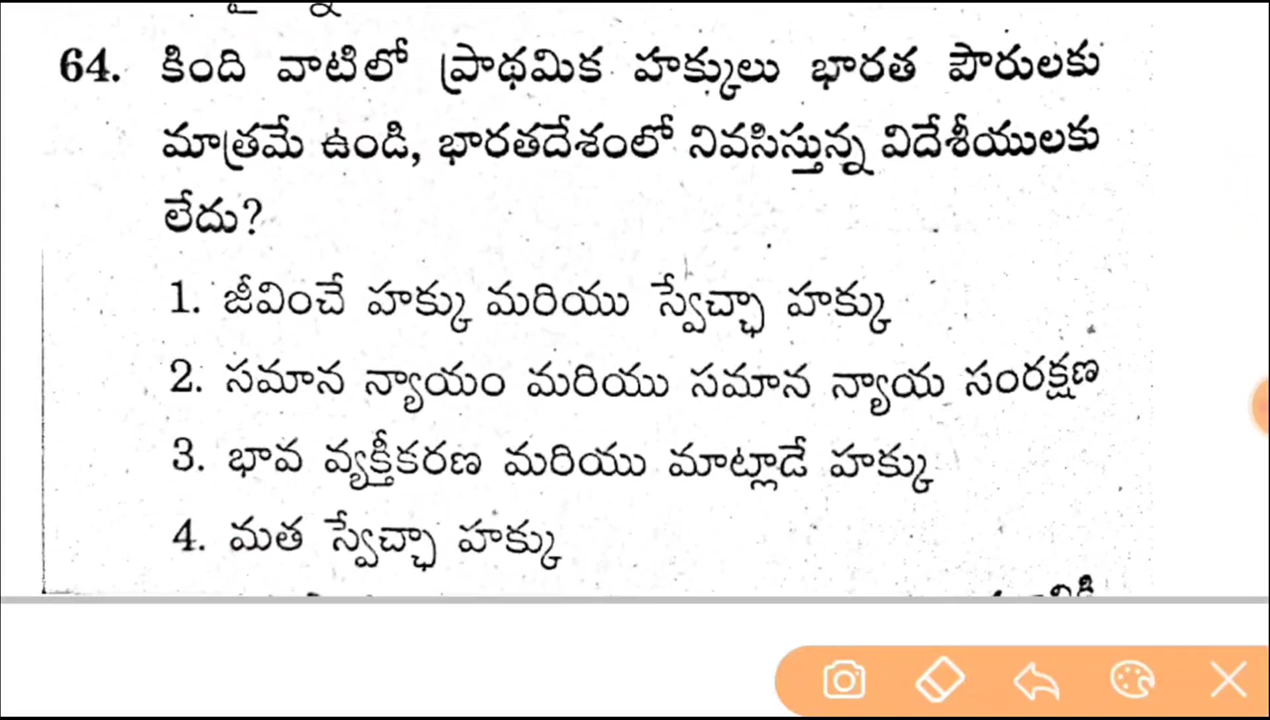 64. కింది వాటిలో ప్రాథమిక హక్కులు భారత పౌరులకు
మాత్రమే ఉండి, భారతదేశంలో నివసిస్తున్న విదేశీయులకు
లేదు?
1. జీవించే హక్కు మరియు స్వేచ్ఛా హక్కు
2. సమాన న్యాయం మరియు సమాన న్యాయ సంరక్షణ
3. భావ వ్యక్తీకరణ మరియు మాట్లాడే హక్కు
4. మత స్వేచ్ఛా హక్కు